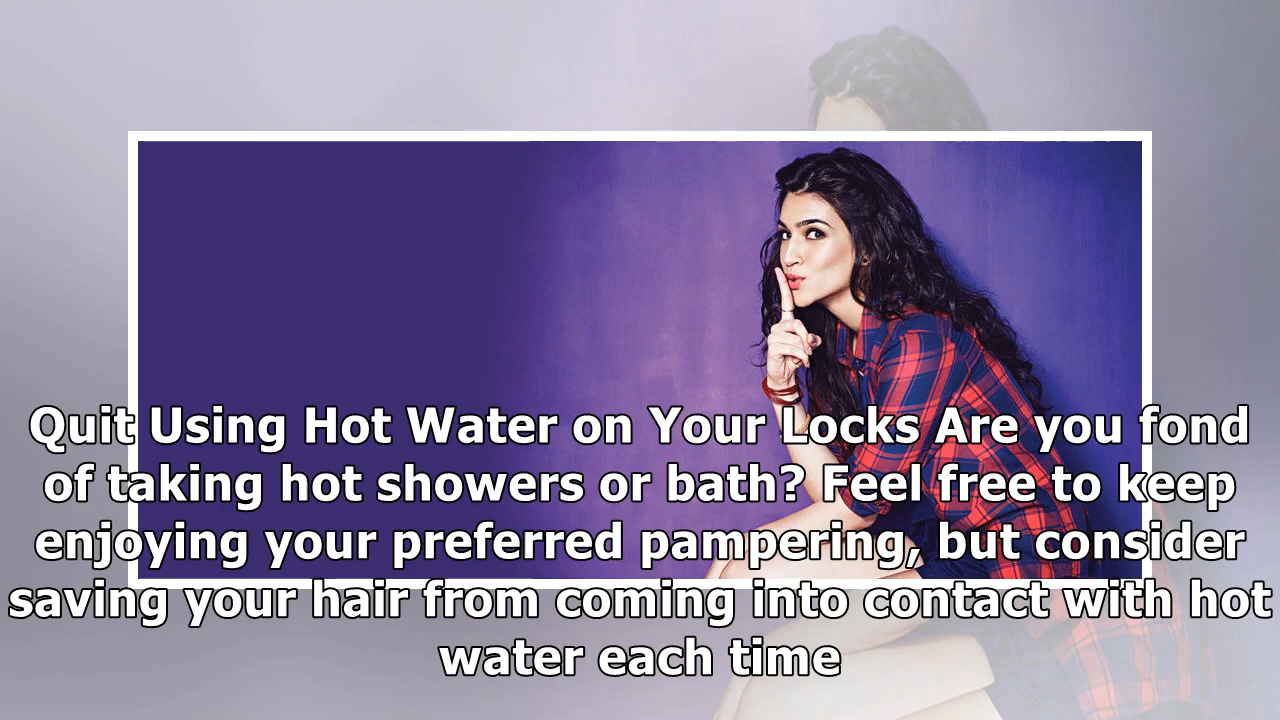 Quit Using Hot Water on Your Locks Are you fond
of taking hot showers or bath? Feel free to keep
enjoying your preferred pampering, but consider
saving your hair from coming into contact with hot
water each time